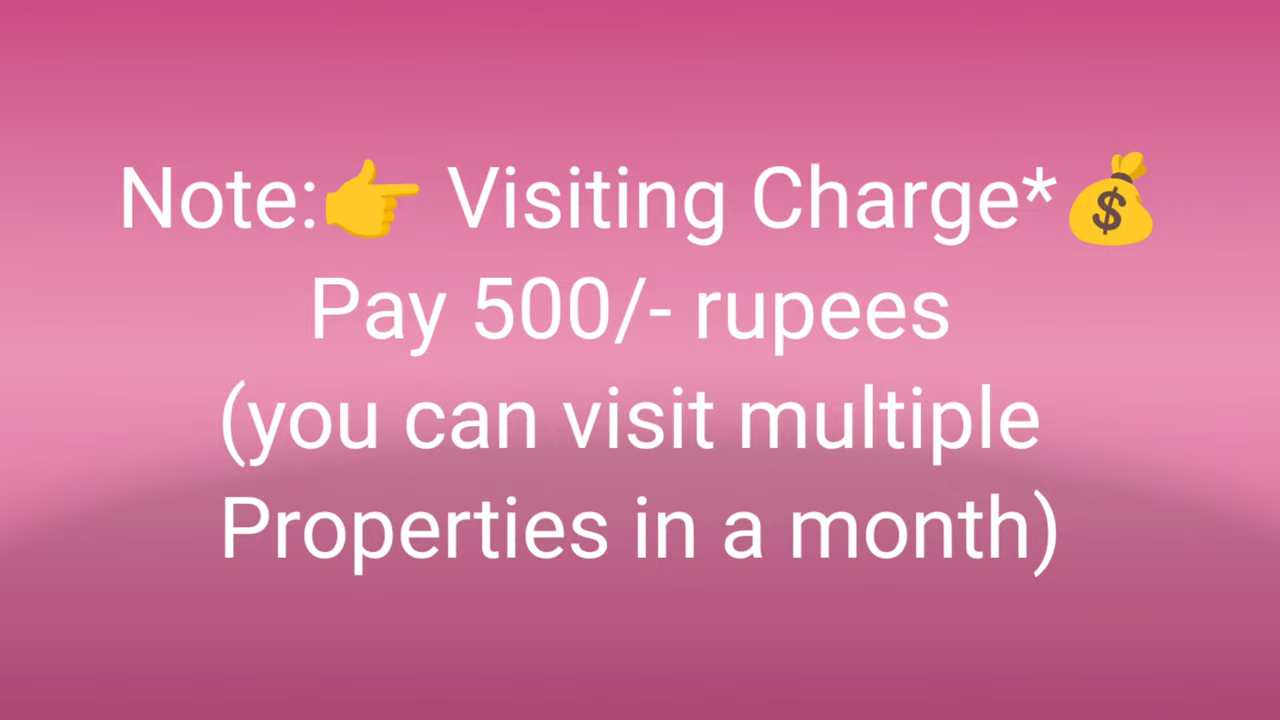 Note:👉 Visiting Charge*💰
Pay 500/- rupees
(you can visit multiple
Properties in a month)